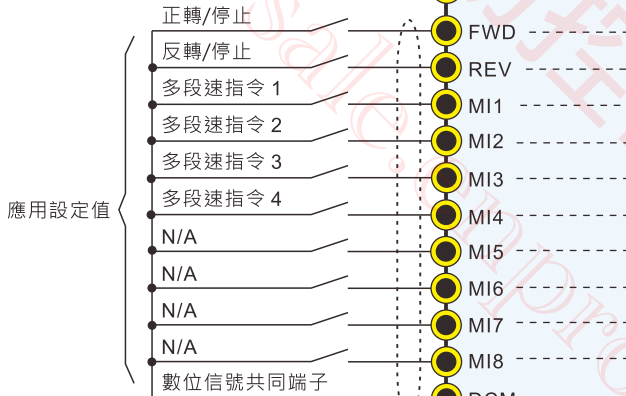 正轉/停止
FWD
反轉/停止
REV
多段速指令 1
MI1
多段速指令 2
MI2
多段速指令 3
MI3
多段速指令 4
MI4
應用設定值
N/A
MI5
N/A
MI6
N/A
MI7
N/A
MI8
數位信號共同端子
DCM